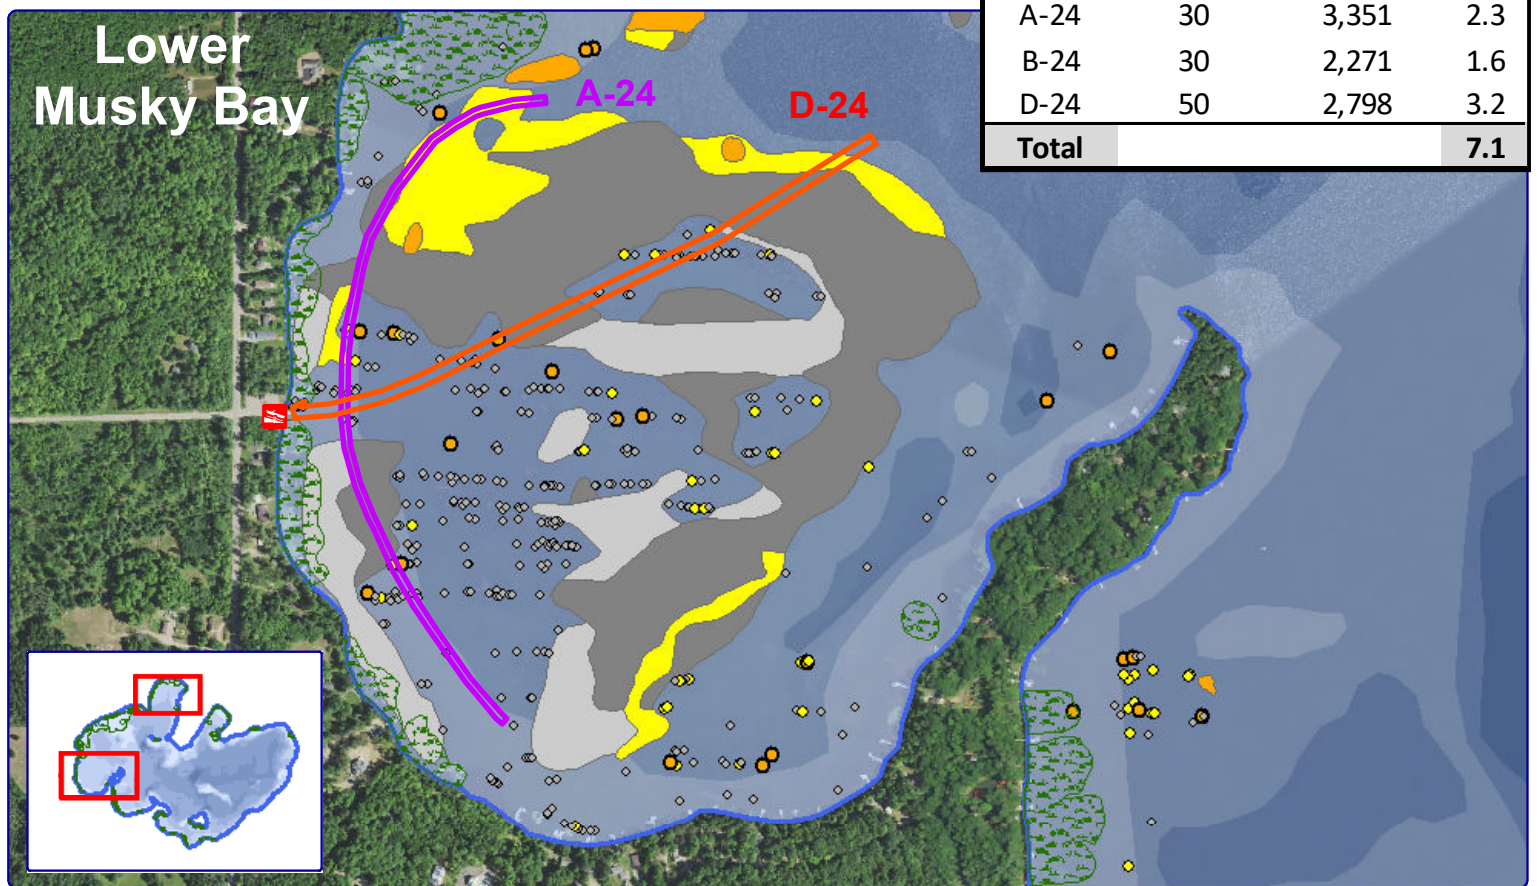 Lower
Musky Bay
A-24
D-24
A-24 30 3,351 2.3
B-24 30 2,271 1.6
D-24 50 2,798 3.2
Total 7.1